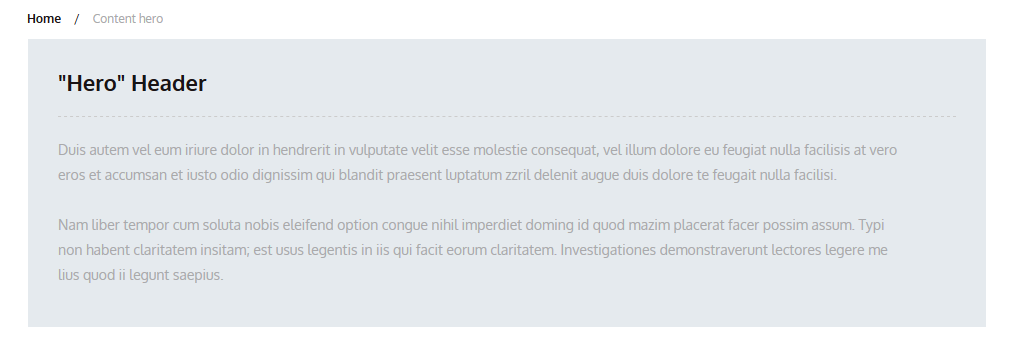 Home / Content hero
"Hero" Header
Duis autem vel eum iriure dolor in hendrerit in vulputate velit esse molestie consequat, vel illum dolore eu feugiat nulla facilisis at vero
eros et accumsan et iusto odio dignissim qui blandit praesent luptatum zzril delenit augue duis dolore te feugait nulla facilisi.
Nam liber tempor cum soluta nobis eleifend option congue nihil imperdiet doming id quod mazim placerat facer possim assum. Typi
non habent claritatem insitam; est usus legentis in iis qui facit eorum claritatem. Investigationes demonstraverunt lectores legere me
lius quod ii legunt saepius.